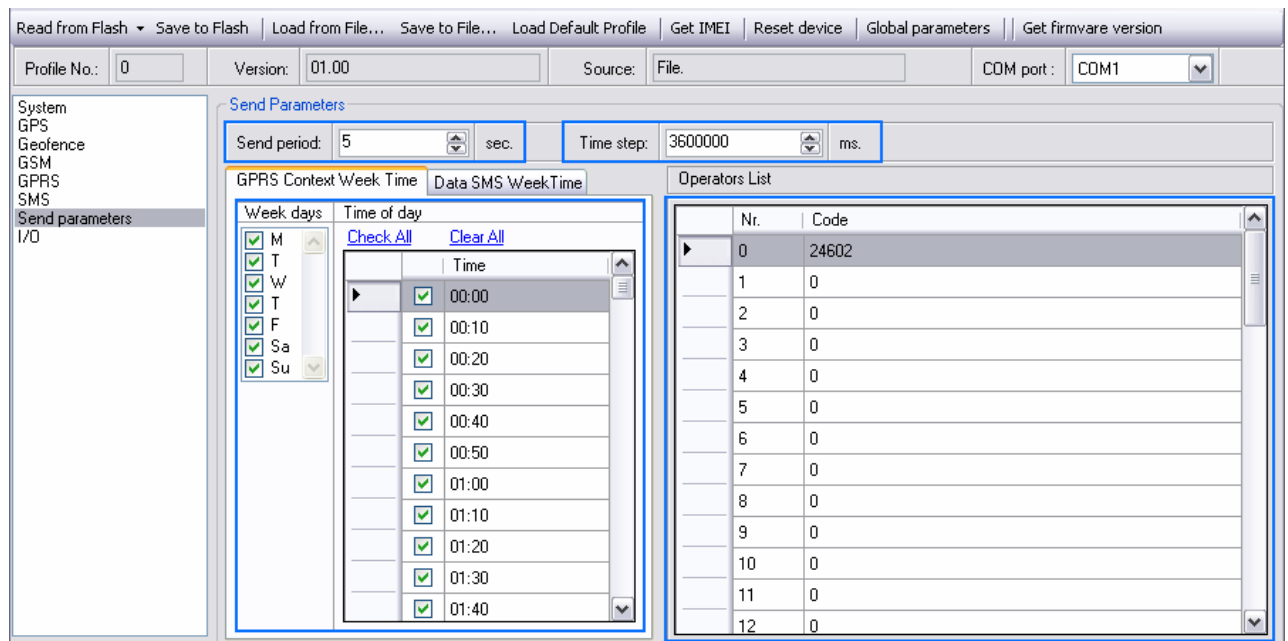 Read from Flash Save to Flash Load from File... Save to File... Load Default Profile Get IMEI Reset device Global parameters Get firmware version
Profile No.: 0 Version: 01.00 Source: File. COM port : COM1
System
GPS
Geofence
GSM
GPRS
SMS
Send parameters
I/O
Send Parameters
Send period: 5 sec. Time step: 3600000 ms.
GPRS Context Week Time Data SMS WeekTime
Week days Time of day
M
T
W
T
F
Sa
Su
Check All Clear All
Time
00:00
00:10
00:20
00:30
00:40
00:50
01:00
01:10
01:20
01:30
01:40
Operators List
Nr. Code
0 24602
1 0
2 0
3 0
4 0
5 0
6 0
7 0
8 0
9 0
10 0
11 0
12 0